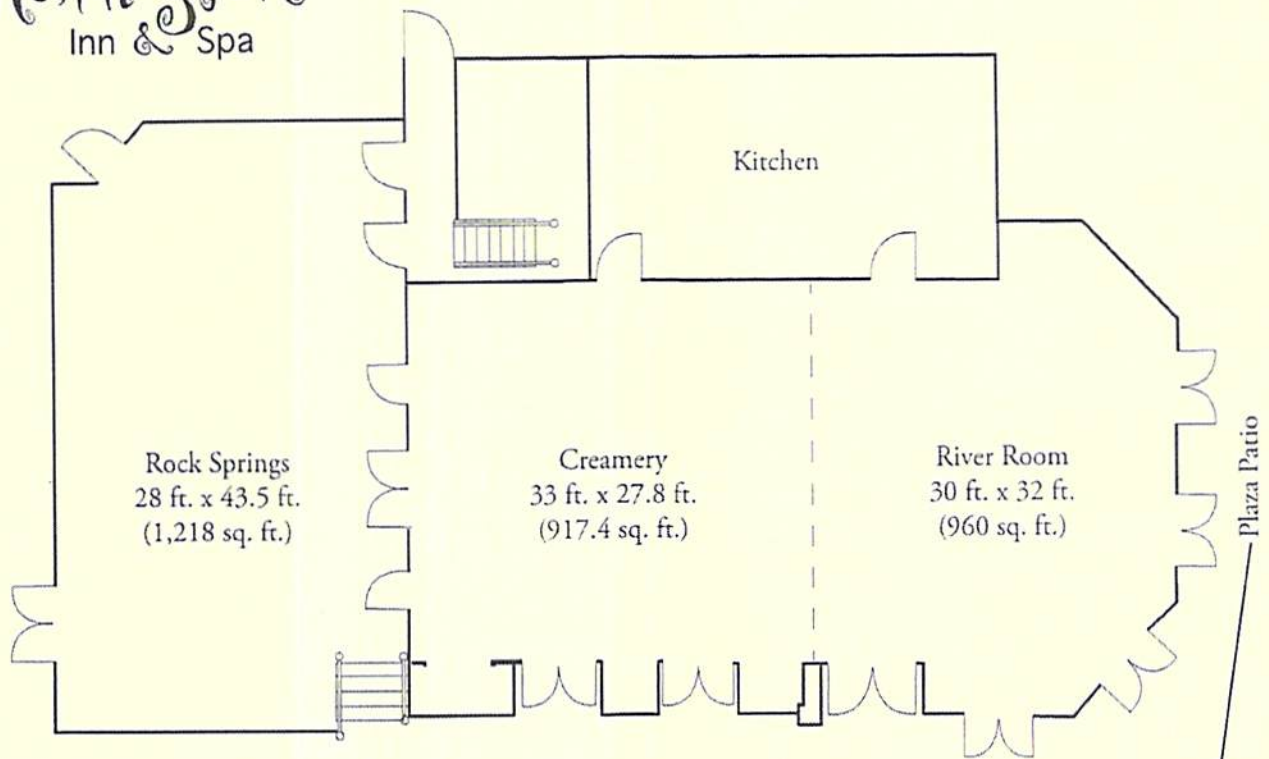 Inn & Spa
Kitchen
Rock Springs
28 ft. x 43.5 ft.
(1,218 sq. ft.)
Creamery
33 ft. x 27.8 ft.
(917.4 sq. ft.)
River Room
30 ft. x 32 ft.
(960 sq. ft.)
Plaza Patio